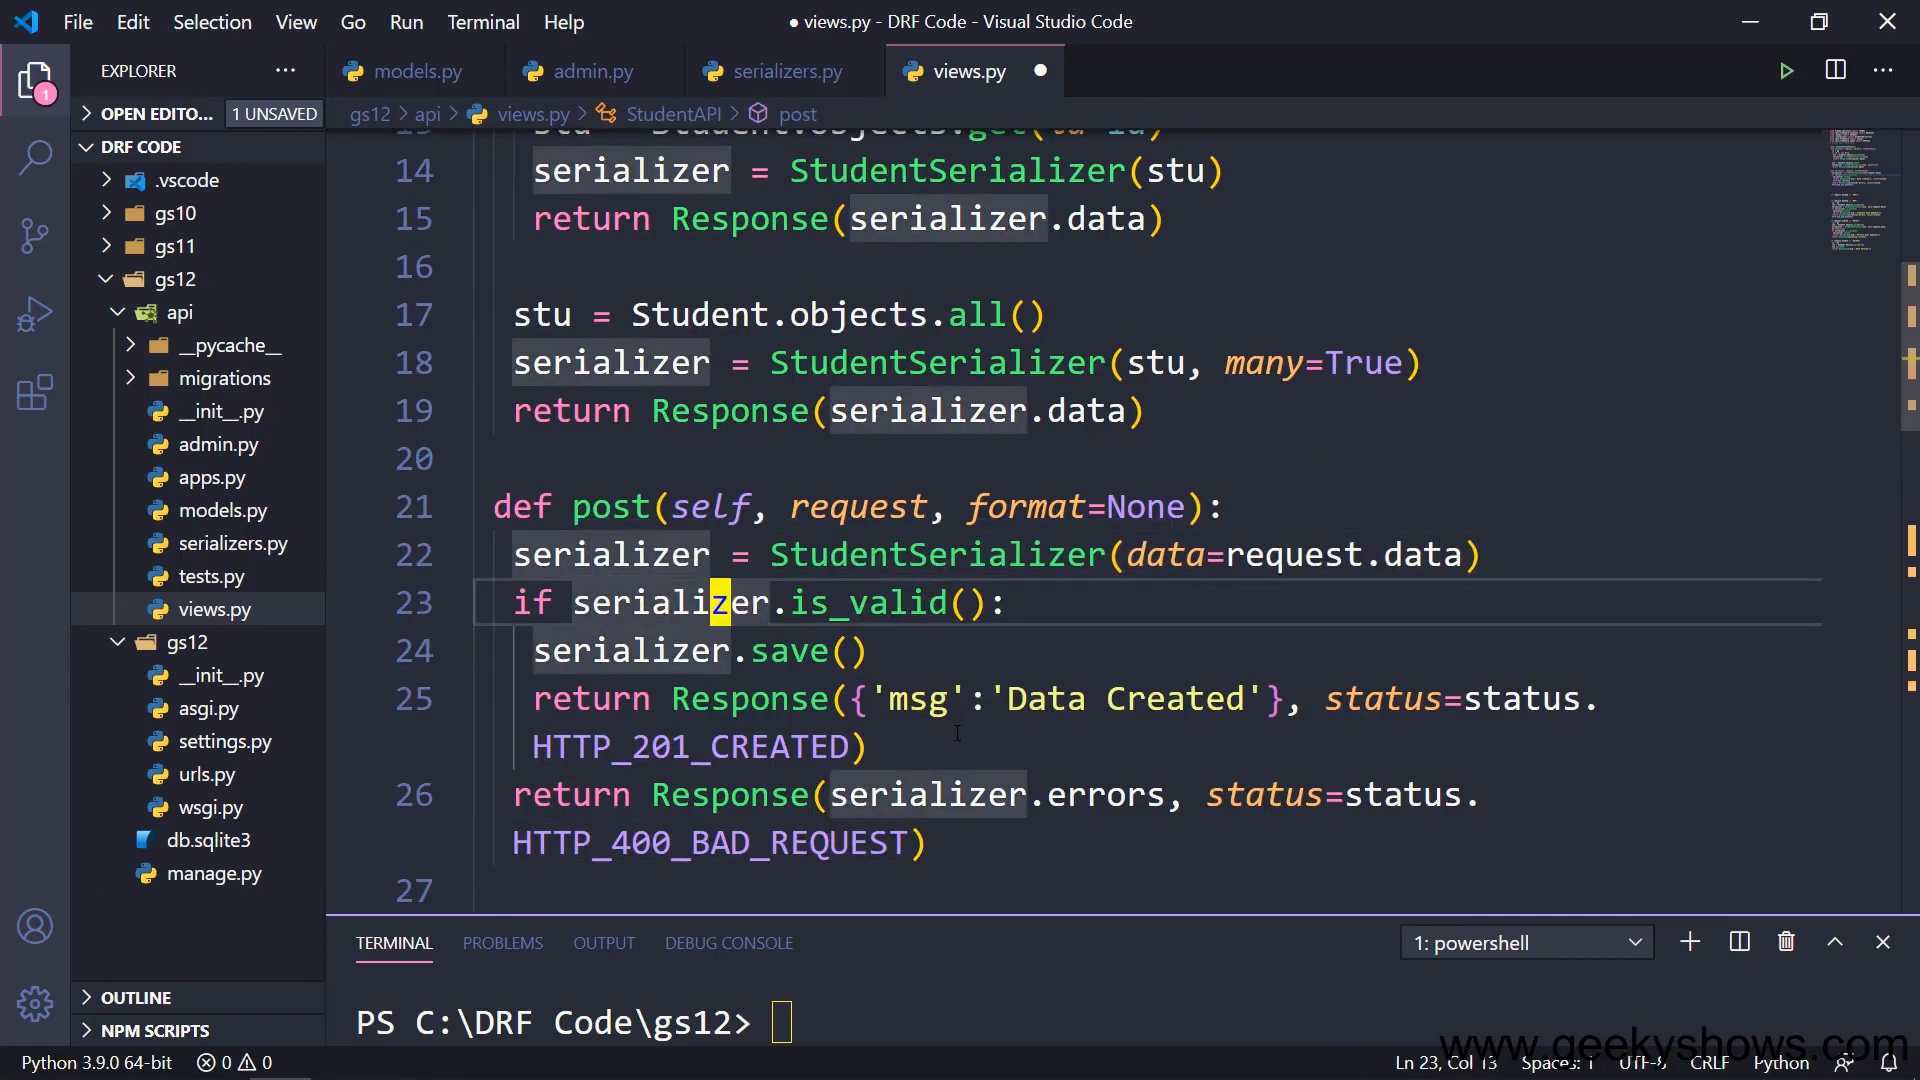 File Edit Selection View Go Run Terminal Help
● views.py - DRF Code - Visual Studio Code
EXPLORER
models.py
admin.py
serializers.py
views.py
1
OPEN EDITO... 1 UNSAVED
gs12 > api > views.py > StudentAPI > post
DRF CODE
.vscode
gs10
gs11
gs12
api
__pycache__
migrations
__init__.py
admin.py
apps.py
models.py
serializers.py
tests.py
views.py
gs12
__init__.py
asgi.py
settings.py
urls.py
wsgi.py
db.sqlite3
manage.py
OUTLINE
NPM SCRIPTS
14 serializer = StudentSerializer(stu)
15 return Response(serializer.data)
16
17 stu = Student.objects.all()
18 serializer = StudentSerializer(stu, many=True)
19 return Response(serializer.data)
20
21 def post(self, request, format=None):
22 serializer = StudentSerializer(data=request.data)
23 if serializer.is_valid():
24 serializer.save()
25 return Response({'msg':'Data Created'}, status=status.
HTTP_201_CREATED)
26 return Response(serializer.errors, status=status.
HTTP_400_BAD_REQUEST)
27
TERMINAL PROBLEMS OUTPUT DEBUG CONSOLE
1: powershell
PS C:\DRF Code\gs12>
www.geekyshows.com
Python 3.9.0 64-bit 0 0
Ln 23, Col 13 Spaces: 1 UTF-8 CRLF Python